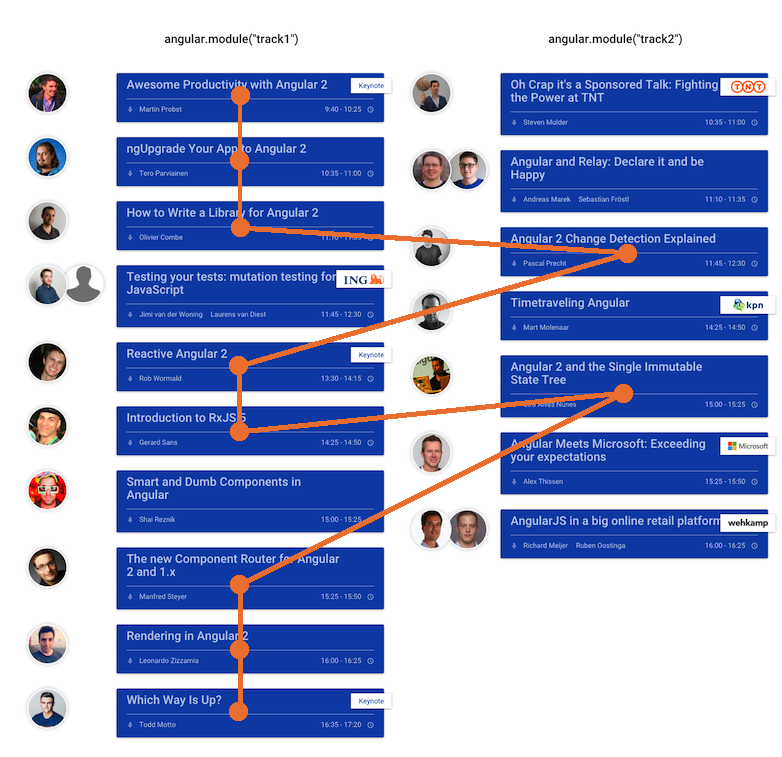 angular.module("track1")
Awesome Productivity with Angular 2
Keynote
Martin Probst
9:40 - 10:25
ngUpgrade Your App to Angular 2
Tero Parviainen
10:35 - 11:00
How to Write a Library for Angular 2
Olivier Combe
11:10 - 11:35
Testing your tests: mutation testing for
JavaScript
ING
Jimi van der Woning Laurens van Diest
11:45 - 12:30
Reactive Angular 2
Keynote
Rob Wormald
13:30 - 14:15
Introduction to RxJS 5
Gerard Sans
14:25 - 14:50
Smart and Dumb Components in
Angular
Shai Reznik
15:00 - 15:25
The new Component Router for Angular
2 and 1.x
Manfred Steyer
15:25 - 15:50
Rendering in Angular 2
Leonardo Zizzamia
16:00 - 16:25
Which Way Is Up?
Keynote
Todd Motto
16:35 - 17:20
angular.module("track2")
Oh Crap it's a Sponsored Talk: Fighting
the Power at TNT
TNT
Steven Mulder
10:35 - 11:00
Angular and Relay: Declare it and be
Happy
Andreas Marek Sebastian Fröstl
11:10 - 11:35
Angular 2 Change Detection Explained
Pascal Precht
11:45 - 12:30
Timetraveling Angular
kpn
Mart Molenaar
14:25 - 14:50
Angular 2 and the Single Immutable
State Tree
Alves Nunes
15:00 - 15:25
Angular Meets Microsoft: Exceeding
your expectations
Microsoft
Alex Thissen
15:25 - 15:50
AngularJS in a big online retail platform
wehkamp
Richard Meijer Ruben Oostinga
16:00 - 16:25